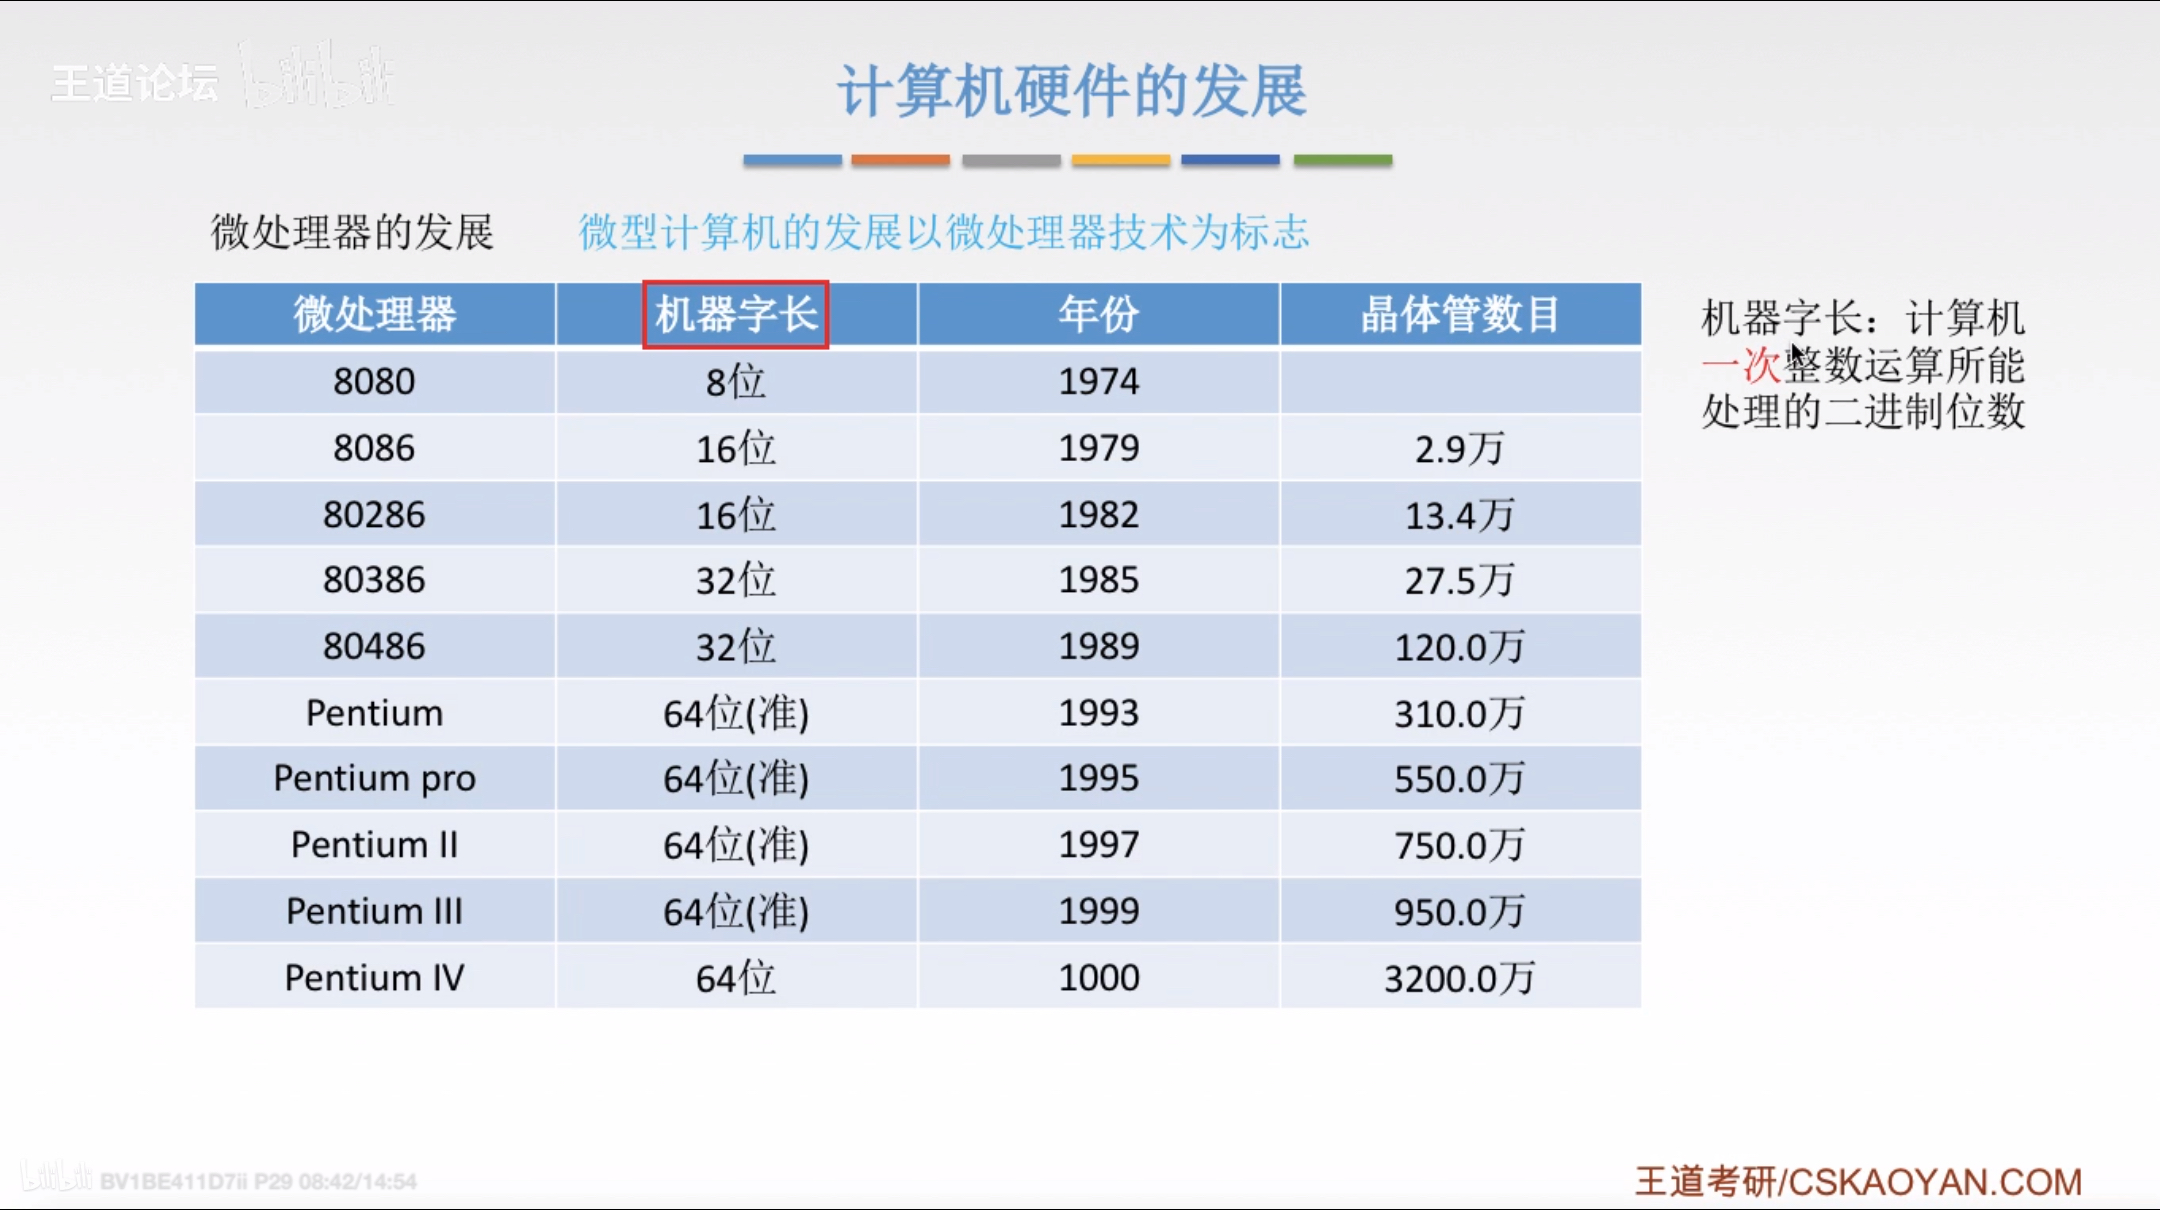 王道论坛 bilibili
计算机硬件的发展
微处理器的发展 微型计算机的发展以微处理器技术为标志
微处理器 机器字长 年份 晶体管数目
8080 8位 1974
8086 16位 1979 2.9万
80286 16位 1982 13.4万
80386 32位 1985 27.5万
80486 32位 1989 120.0万
Pentium 64位(准) 1993 310.0万
Pentium pro 64位(准) 1995 550.0万
Pentium II 64位(准) 1997 750.0万
Pentium III 64位(准) 1999 950.0万
Pentium IV 64位 1000 3200.0万
机器字长：计算机
一次整数运算所能
处理的二进制位数
bilibili BV1BE411D7ii P29 08:42/14:54
王道考研/CSKAOYAN.COM